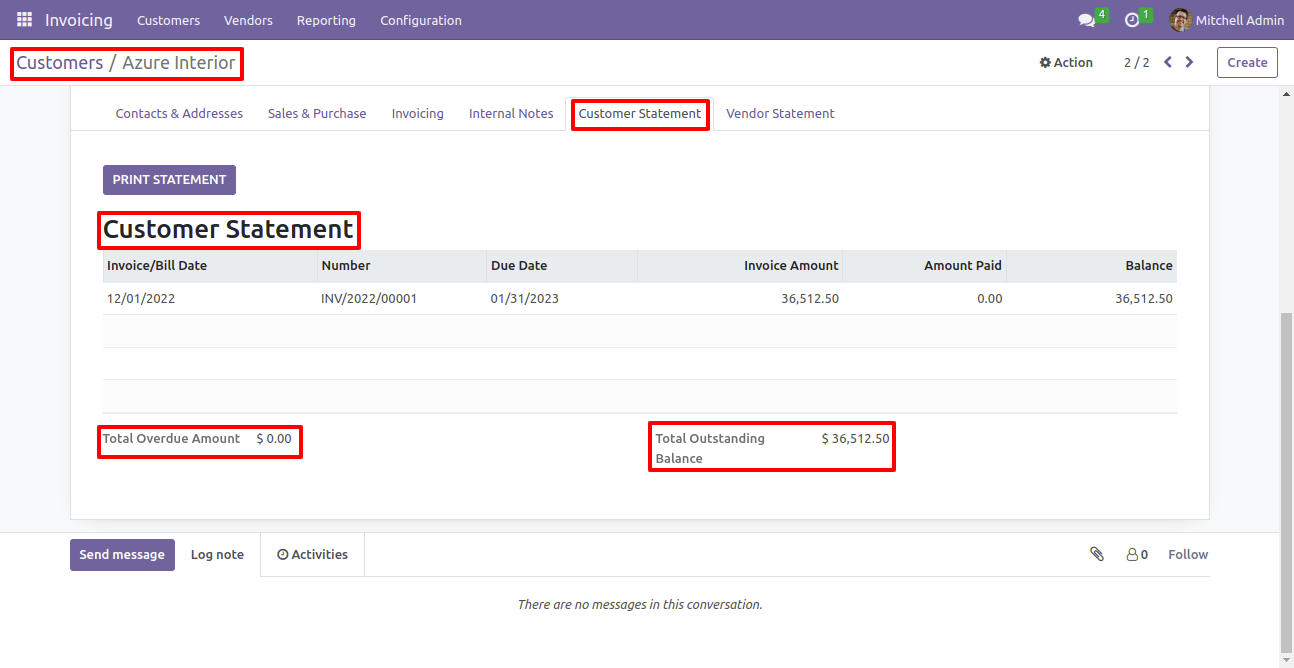 Invoicing Customers Vendors Reporting Configuration 4 1 Mitchell Admin
Customers / Azure Interior Action 2 / 2 Create
Contacts & Addresses Sales & Purchase Invoicing Internal Notes Customer Statement Vendor Statement
PRINT STATEMENT
Customer Statement
Invoice/Bill Date Number Due Date Invoice Amount Amount Paid Balance
12/01/2022 INV/2022/00001 01/31/2023 36,512.50 0.00 36,512.50
Total Overdue Amount $ 0.00 Total Outstanding $ 36,512.50
Balance
Send message Log note Activities 0 Follow
There are no messages in this conversation.